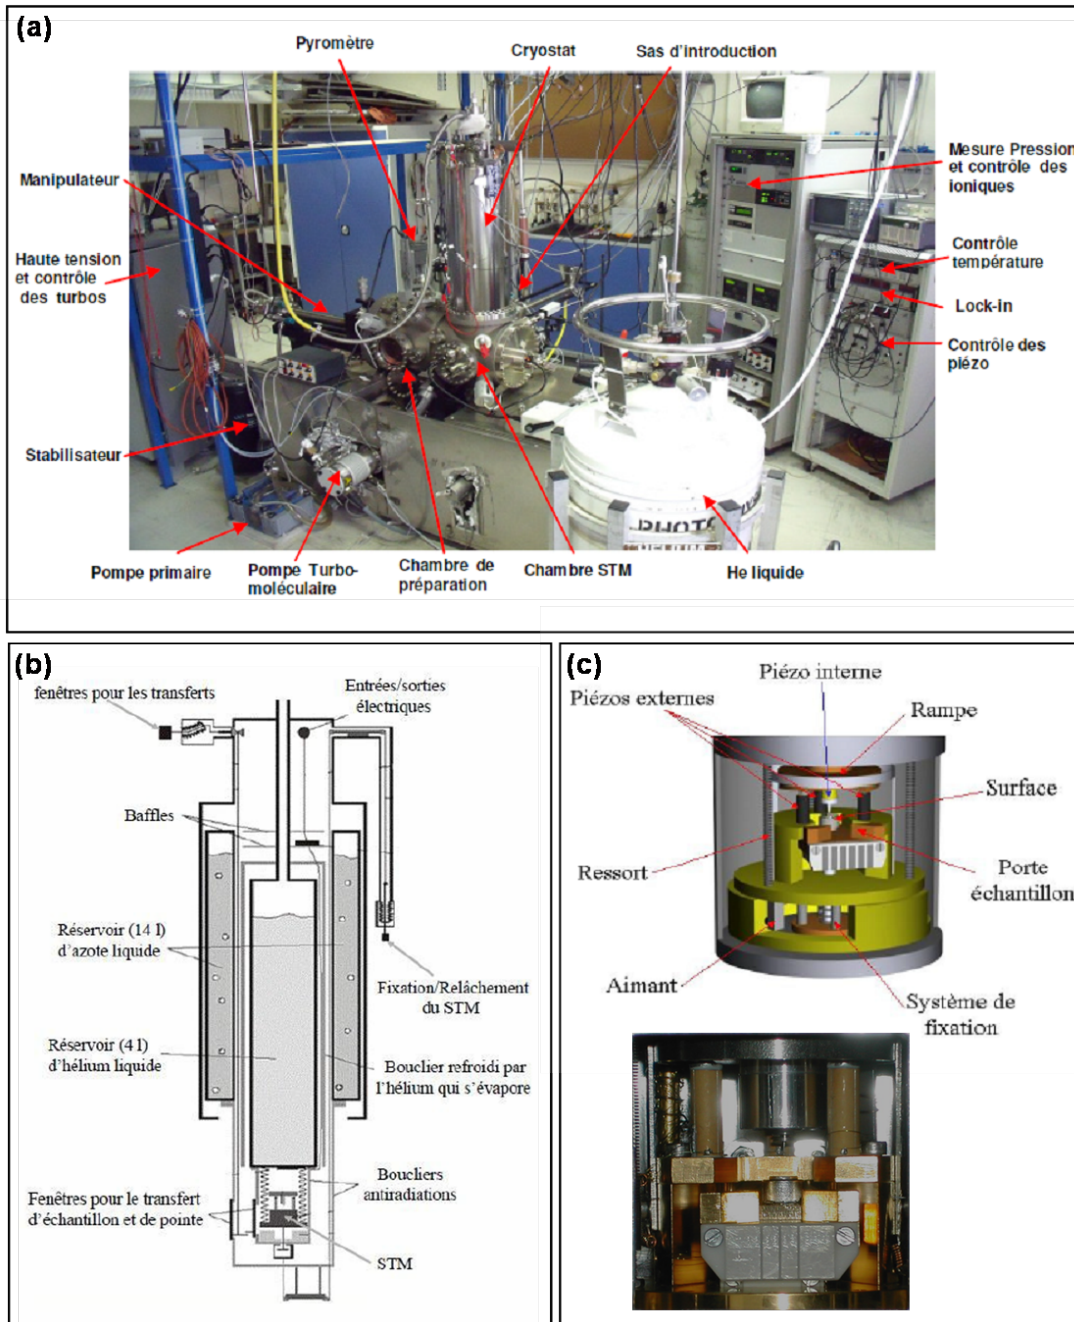 (a)
Pyromètre
Cryostat
Sas d'introduction
Manipulateur
Mesure Pression
et contrôle des
ioniques
Haute tension
et contrôle
des turbos
Contrôle
température
Lock-in
Contrôle des
piézo
Stabilisateur
PHOTO
Pompe primaire
Pompe Turbo-
moléculaire
Chambre de
préparation
Chambre STM
He liquide
(b)
fenêtres pour les transferts
Entrées/sorties
électriques
Baffles
Réservoir (14 l)
d'azote liquide
Fixation/Relâchement
du STM
Réservoir (4 l)
d'hélium liquide
Bouclier refroidi par
l'hélium qui s'évapore
Boucliers
antiradiations
Fenêtres pour le transfert
d'échantillon et de pointe
STM
(c)
Piézo interne
Piézos externes
Rampe
Surface
Ressort
Porte
échantillon
Aimant
Système de
fixation